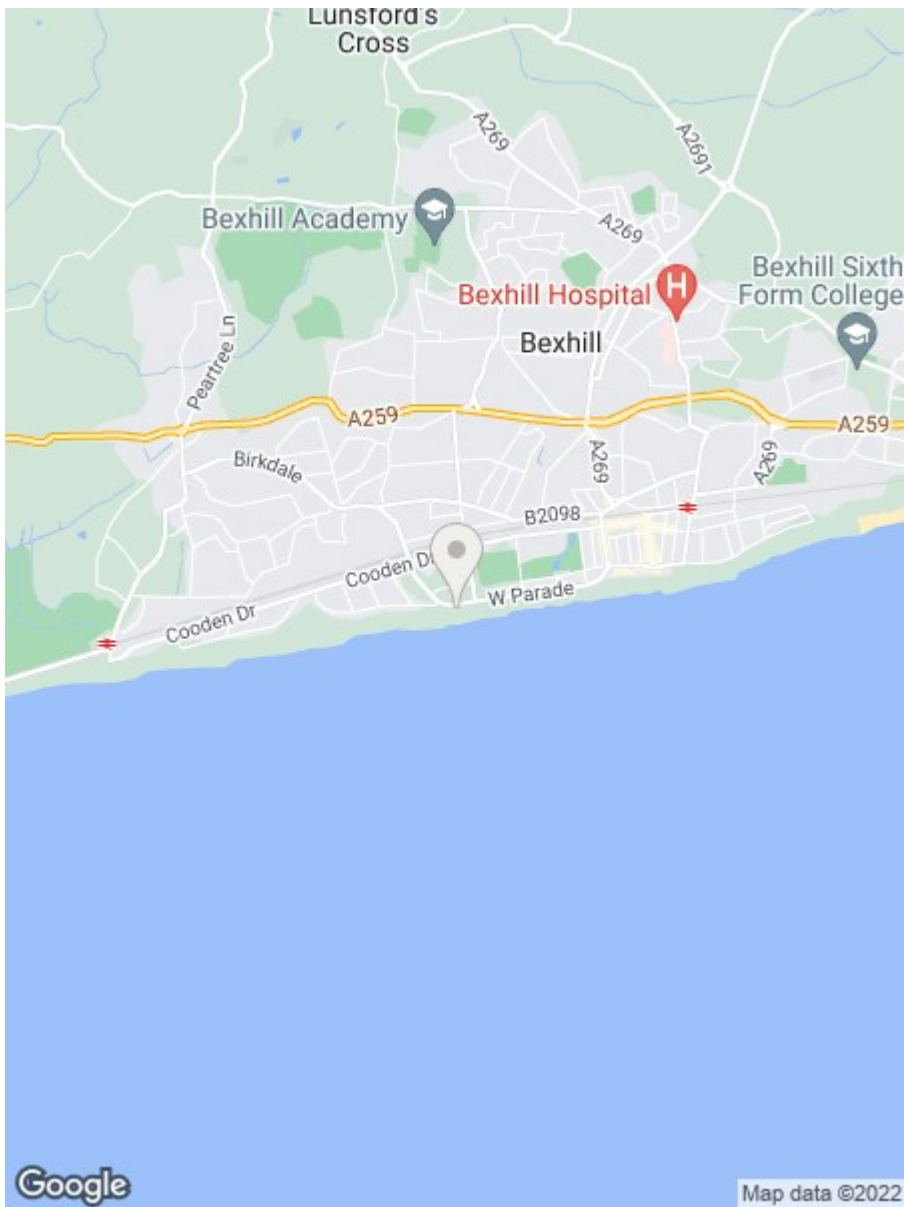 Lunsford's
Cross
A269
A2691
Bexhill Academy
A269
Bexhill Sixth
Form College
Bexhill Hospital
H
Bexhill
Peartree Ln
A259
A259
Birkdale
A269
A269
B2098
Cooden Dr
W Parade
Cooden Dr
Google
Map data ©2022